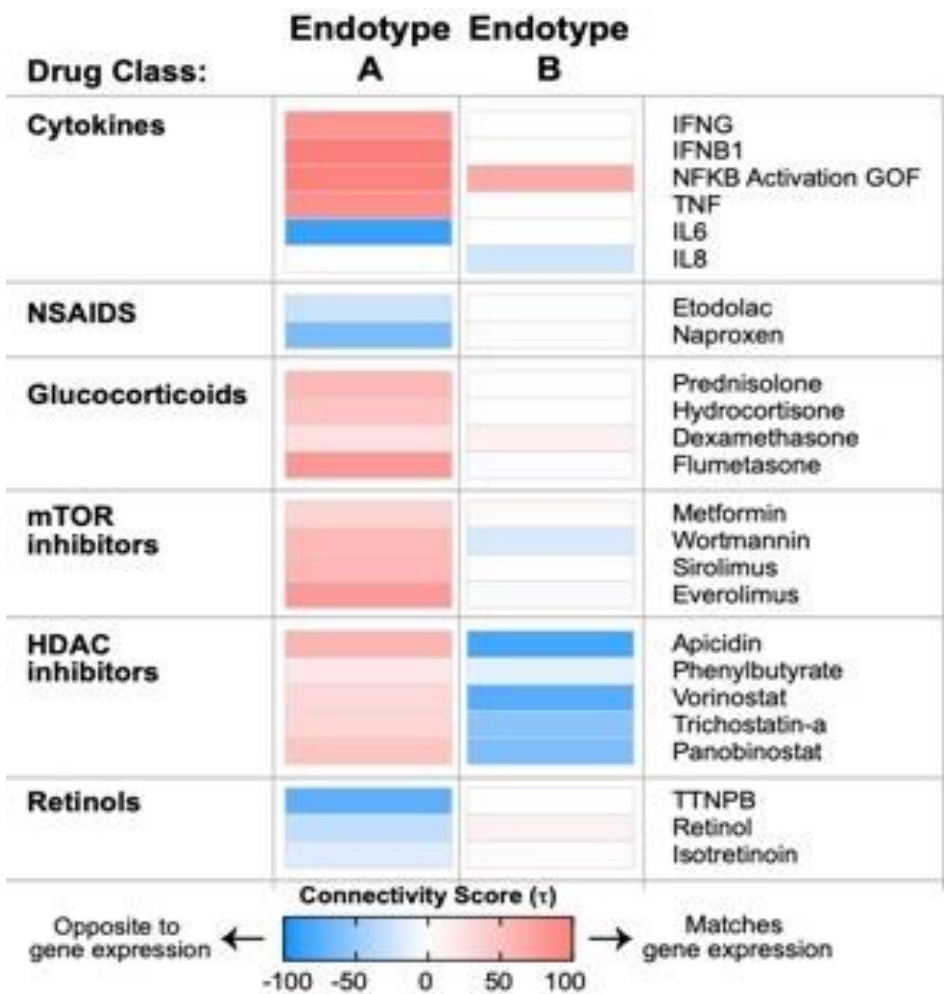 Endotype Endotype
Drug Class: A B
Cytokines
IFNG
IFNB1
NFKB Activation GOF
TNF
IL6
IL8
NSAIDS
Etodolac
Naproxen
Glucocorticoids
Prednisolone
Hydrocortisone
Dexamethasone
Flumetasone
mTOR
inhibitors
Metformin
Wortmannin
Sirolimus
Everolimus
HDAC
inhibitors
Apicidin
Phenylbutyrate
Vorinostat
Trichostatin-a
Panobinostat
Retinols
TTNPB
Retinol
Isotretinoin
Connectivity Score (τ)
Opposite to
gene expression
Matches
gene expression
-100 -50 0 50 100